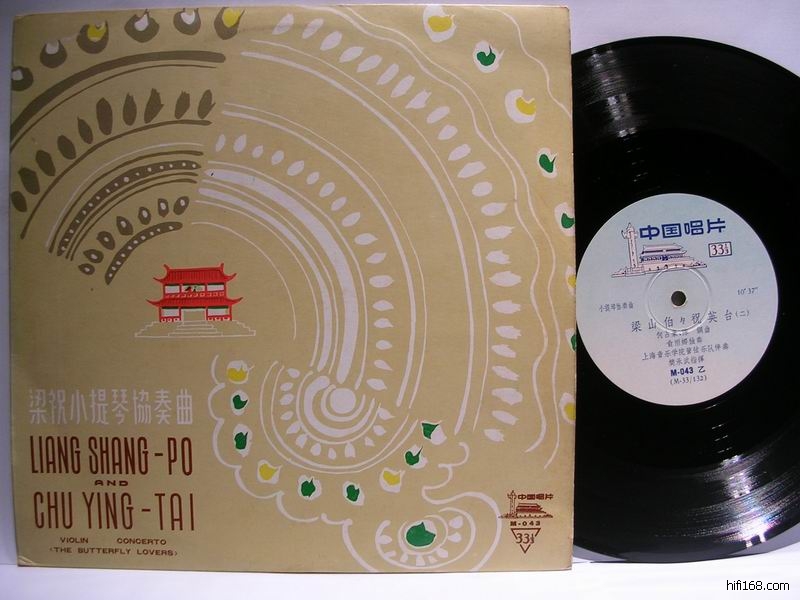 梁祝小提琴協奏曲
LIANG SHANG-PO
AND
CHU YING-TAI
VIOLIN CONCERTO
<THE BUTTERFLY LOVERS>
中国唱片
M-043
33⅓
中国唱片
33⅓
10'37"
小提琴协奏曲
梁山伯与祝英台(二)
俞丽娜独奏
上海音乐学院管弦乐队伴奏
樊承武指挥
M-043 乙
(M-33/132)
hifi168.com